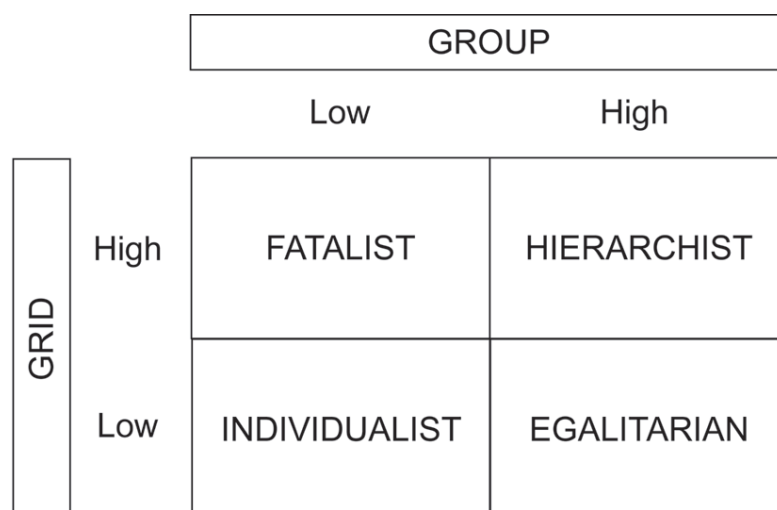 GROUP
Low High
High FATALIST HIERARCHIST
GRID
Low INDIVIDUALIST EGALITARIAN